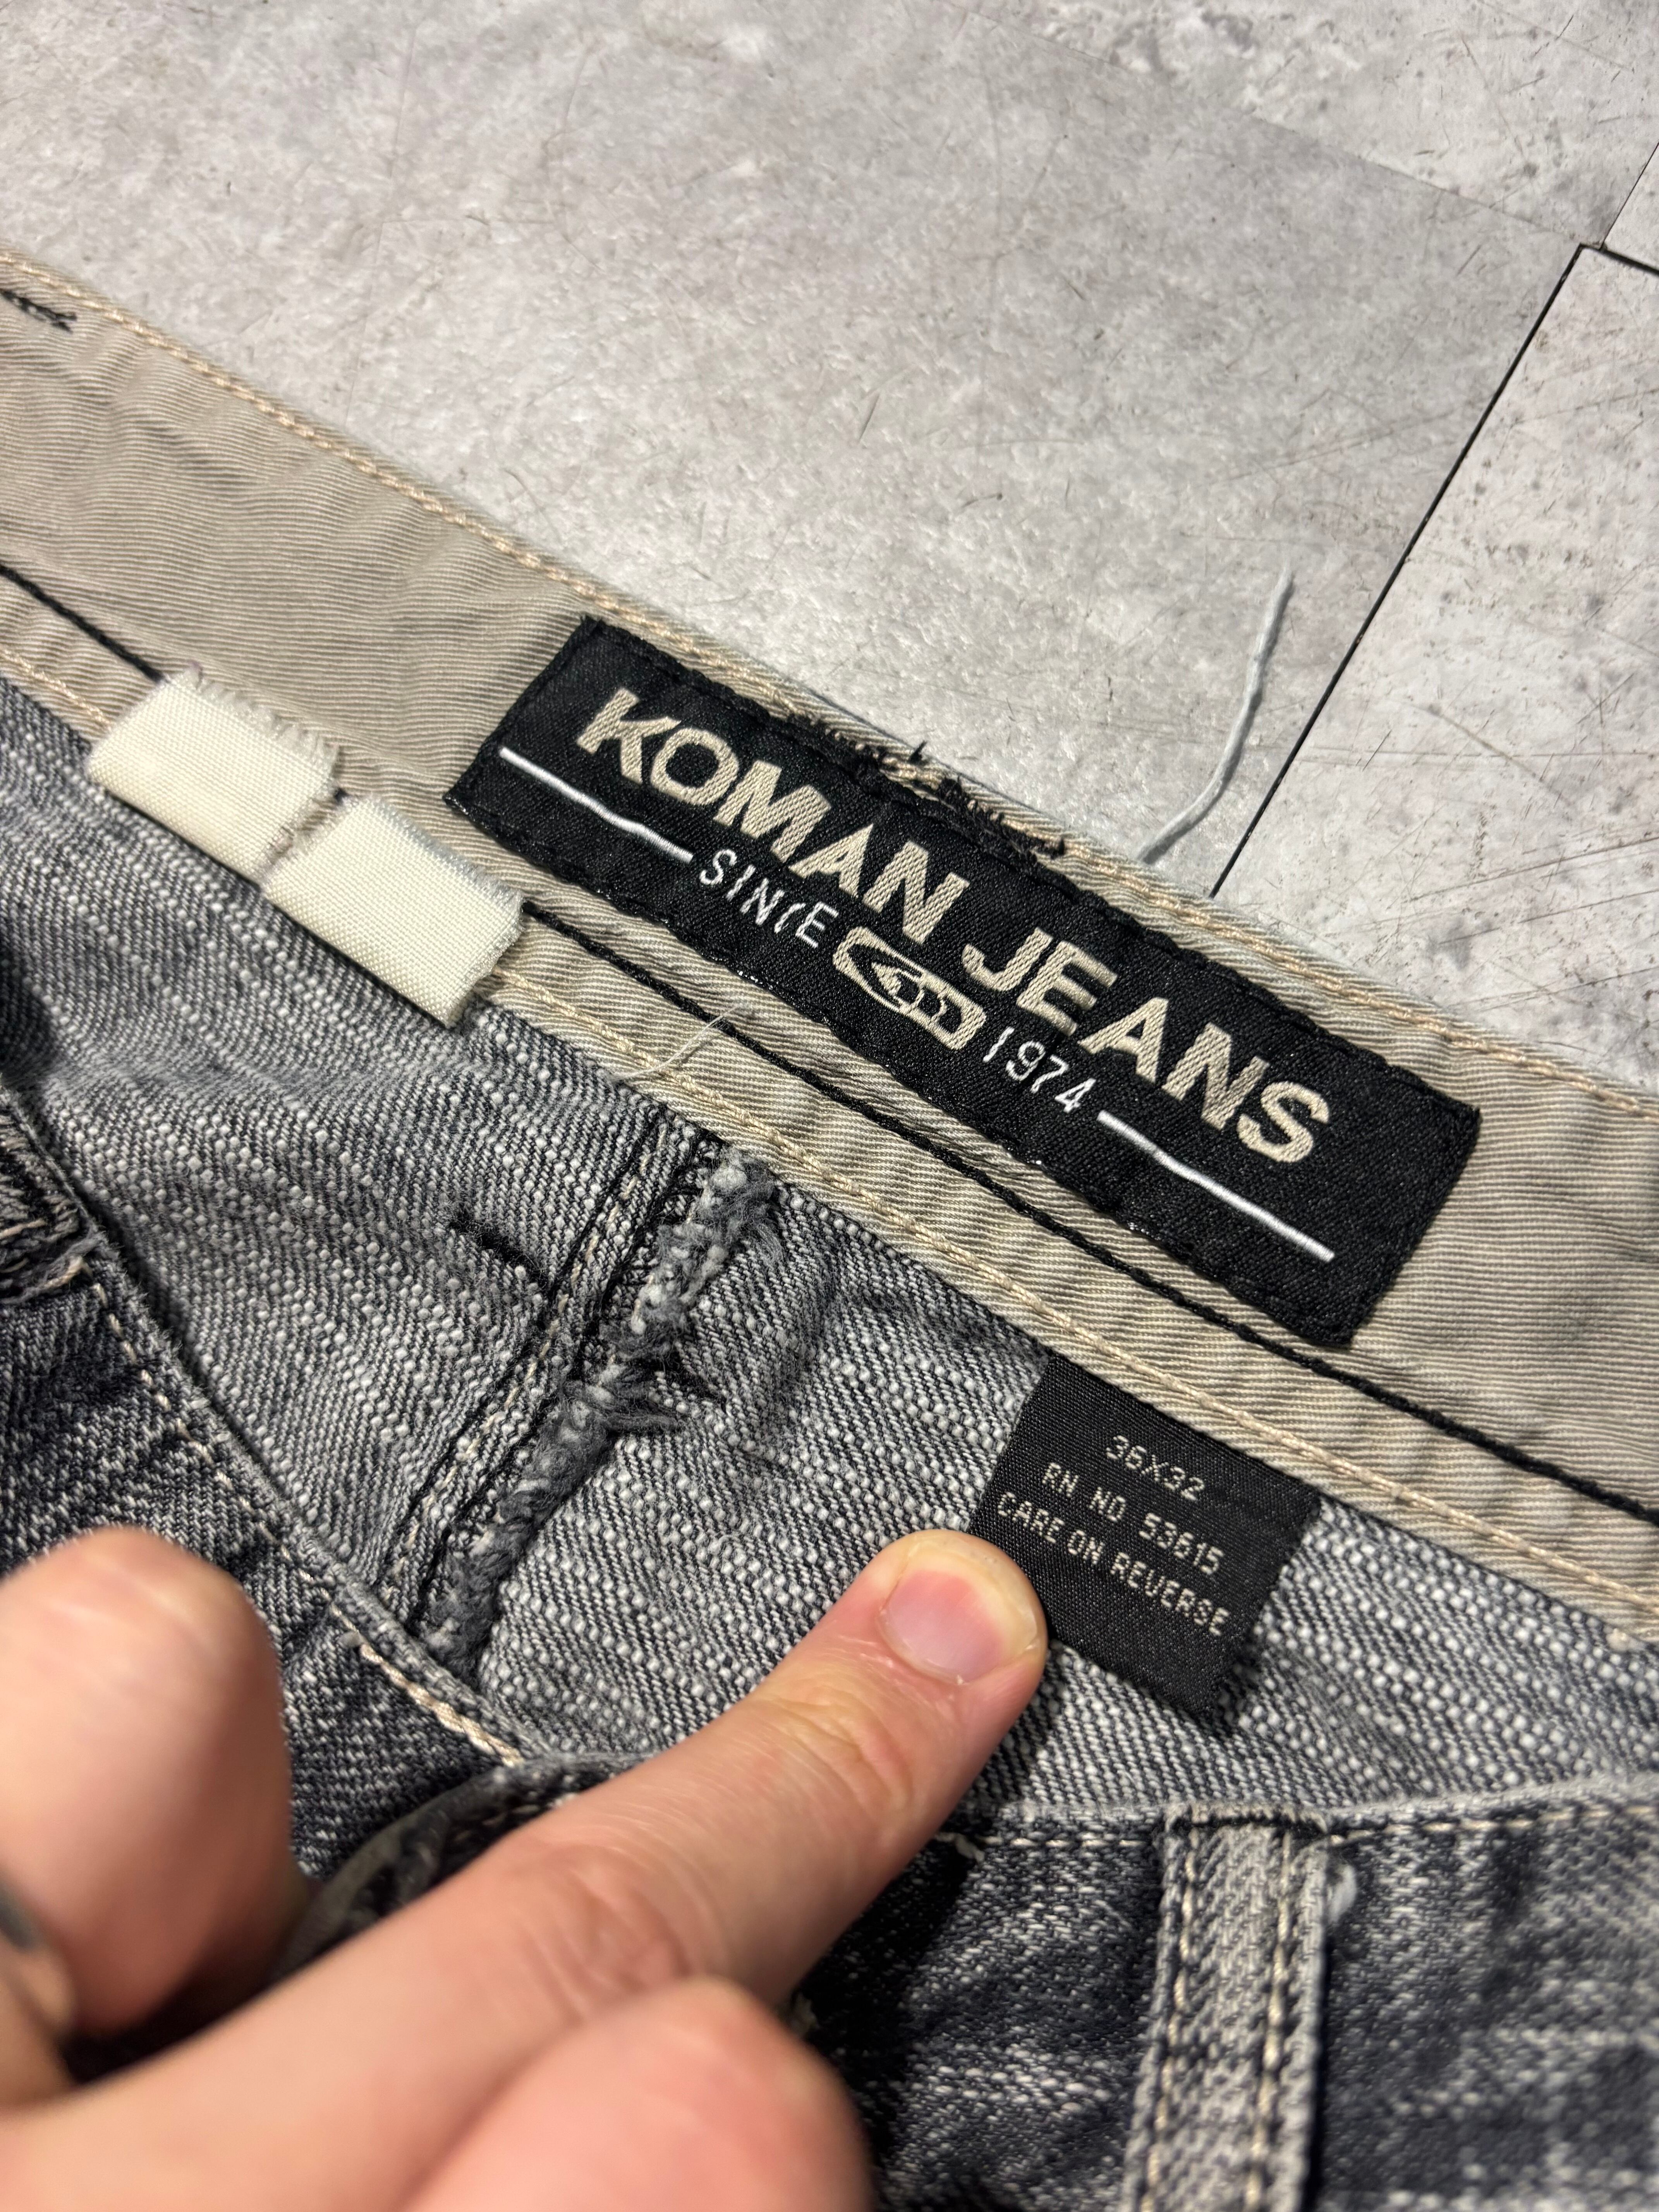 KOMAN JEANS
SINCE 1974
36X32
RN NO 53615
CARE ON REVERSE